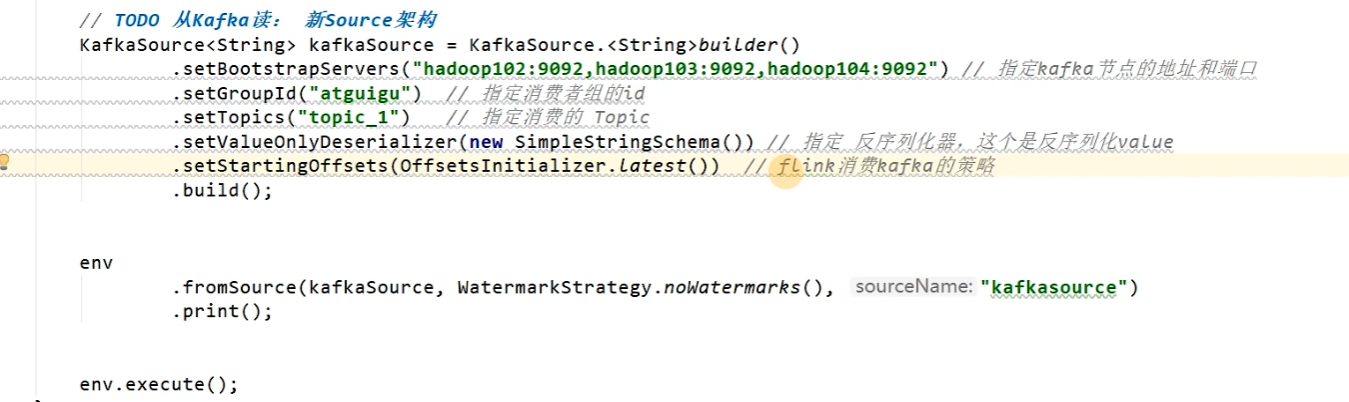 // TODO 从Kafka读： 新Source架构
KafkaSource<String> kafkaSource = KafkaSource.<String>builder()
.setBootstrapServers("hadoop102:9092,hadoop103:9092,hadoop104:9092") // 指定kafka节点的地址和端口
.setGroupId("atguigu") // 指定消费者组的id
.setTopics("topic_1") // 指定消费的 Topic
.setValueOnlyDeserializer(new SimpleStringSchema()) // 指定 反序列化器，这个是反序列化value
.setStartingOffsets(OffsetsInitializer.latest()) // flink消费kafka的策略
.build();
env
.fromSource(kafkaSource, WatermarkStrategy.noWatermarks(), sourceName: "kafkasource")
.print();
env.execute();